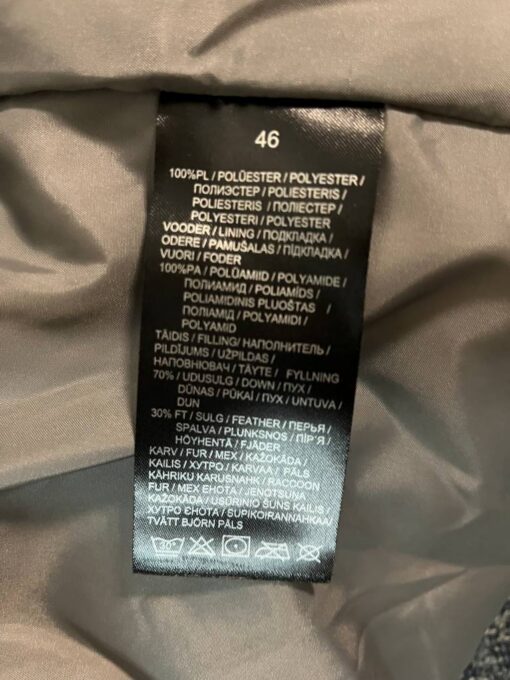 46
100%PL / POLÜESTER / POLYESTER /
ПОЛИЭСТЕР / POLIESTERIS /
POLIESTERIS / ПОЛІЕСТЕР /
POLYESTERI / POLYESTER
VOODER / LINING / ПОДКЛАДКА /
ODERE / PAMUŠALAS / ПІДКЛАДКА /
VUORI / FODER
100%PA / POLÜAMIID / POLYAMIDE /
ПОЛИАМИД / POLIAMĪDS /
POLIAMIDINIS PLUOŠTAS /
ПОЛІАМІД / POLYAMIDI /
POLYAMID
TÄIDIS / FILLING/ НАПОЛНИТЕЛЬ /
PILDĪJUMS / UŽPILDAS /
НАПОВНЮВАЧ / TÄYTE / FYLLNING
70% / UDUSULG / DOWN / ПУХ /
DŪNAS / PŪKAI / ПУХ / UNTUVA /
DUN
30% FT / SULG / FEATHER / ПЕРЬЯ /
SPALVA / PLUNKSNOS / ПІР'Я /
HÖYHENTÄ / FJÄDER
KARV / FUR / МЕХ / KAŽOKĀDA /
KAILIS / ХУТРО / KARVAA / PÄLS
KÄHRIKU KARUSNAHK / RACCOON
FUR / МЕХ ЕНОТА / JENOTSUŅA
KAŽOKĀDA / USŪRINIO ŠUNS KAILIS /
ХУТРО ЄНОТА / SUPIKOIRANNAHKAA/
TVÄTT BJÖRN PÄLS
30°